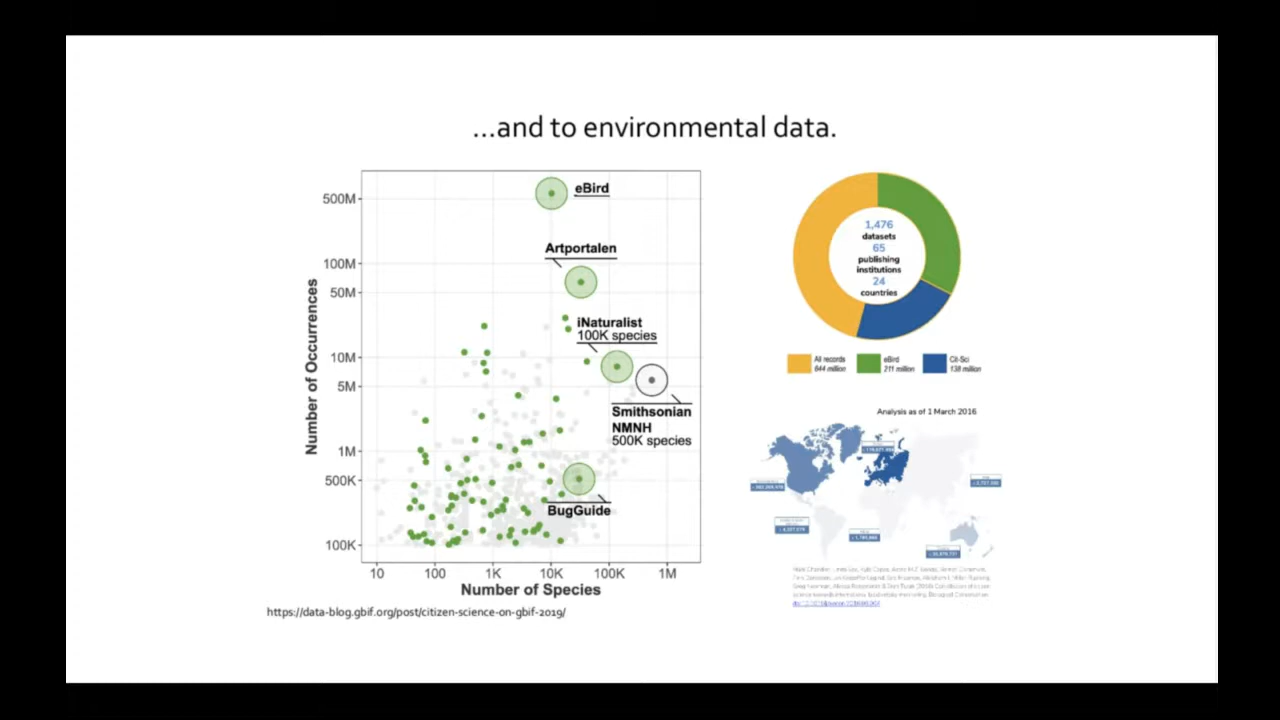 ...and to environmental data.
500M
100M
50M
10M
5M
1M
500K
100K
Number of Occurrences
eBird
Artportalen
iNaturalist
100K species
Smithsonian
NMNH
500K species
BugGuide
10
100
1K
10K
100K
1M
Number of Species
https://data-blog.gbif.org/post/citizen-science-on-gbif-2019/
1,476
datasets
65
publishing
institutions
24
countries
All records
644 million
eBird
211 million
Cit-Sci
138 million
Analysis as of 1 March 2016